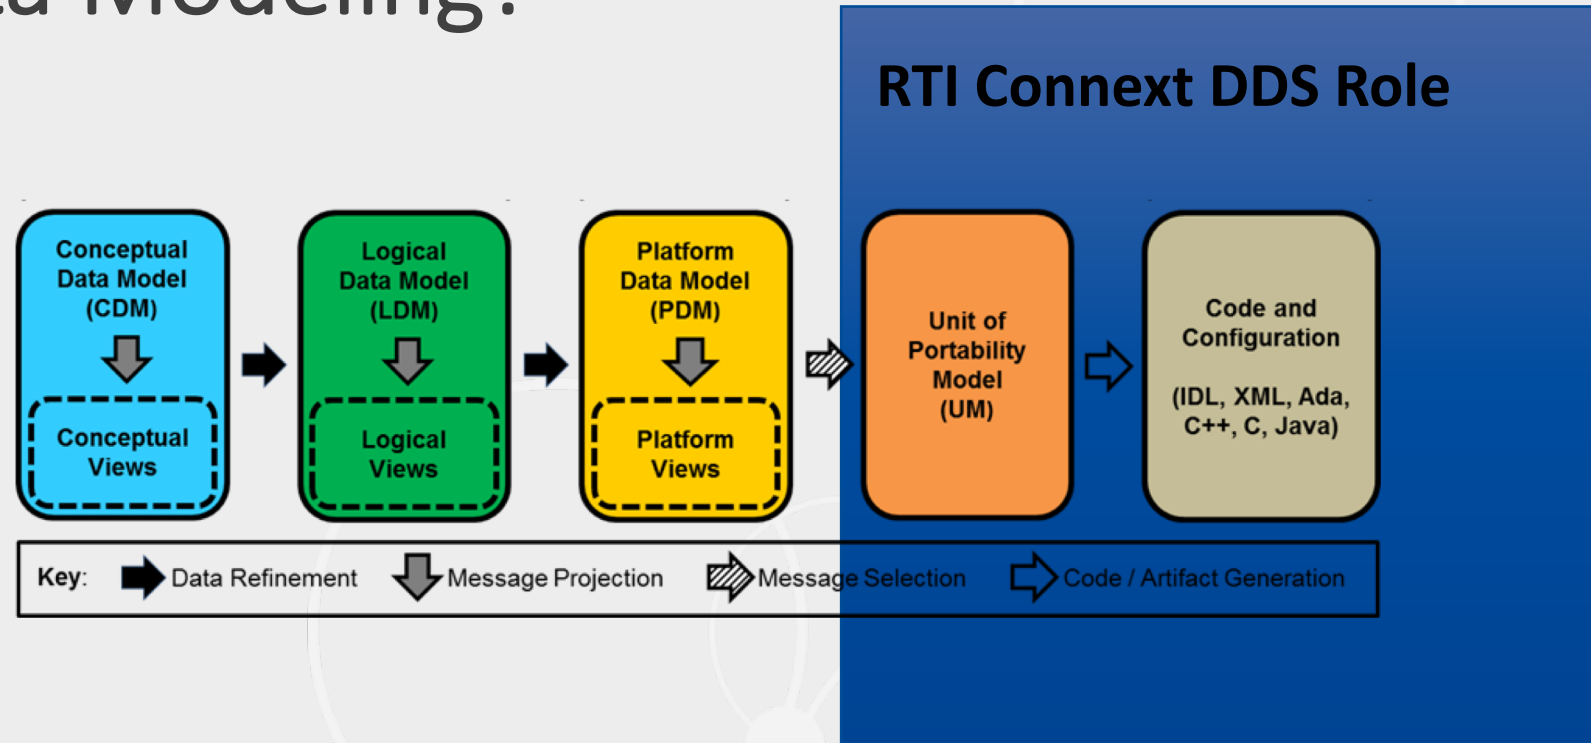 ta Modeling?
RTI Connext DDS Role
Conceptual
Data Model
(CDM)
Conceptual
Views
Logical
Data Model
(LDM)
Logical
Views
Platform
Data Model
(PDM)
Platform
Views
Unit of
Portability
Model
(UM)
Code and
Configuration
(IDL, XML, Ada,
C++, C, Java)
Key: Data Refinement Message Projection Message Selection Code / Artifact Generation